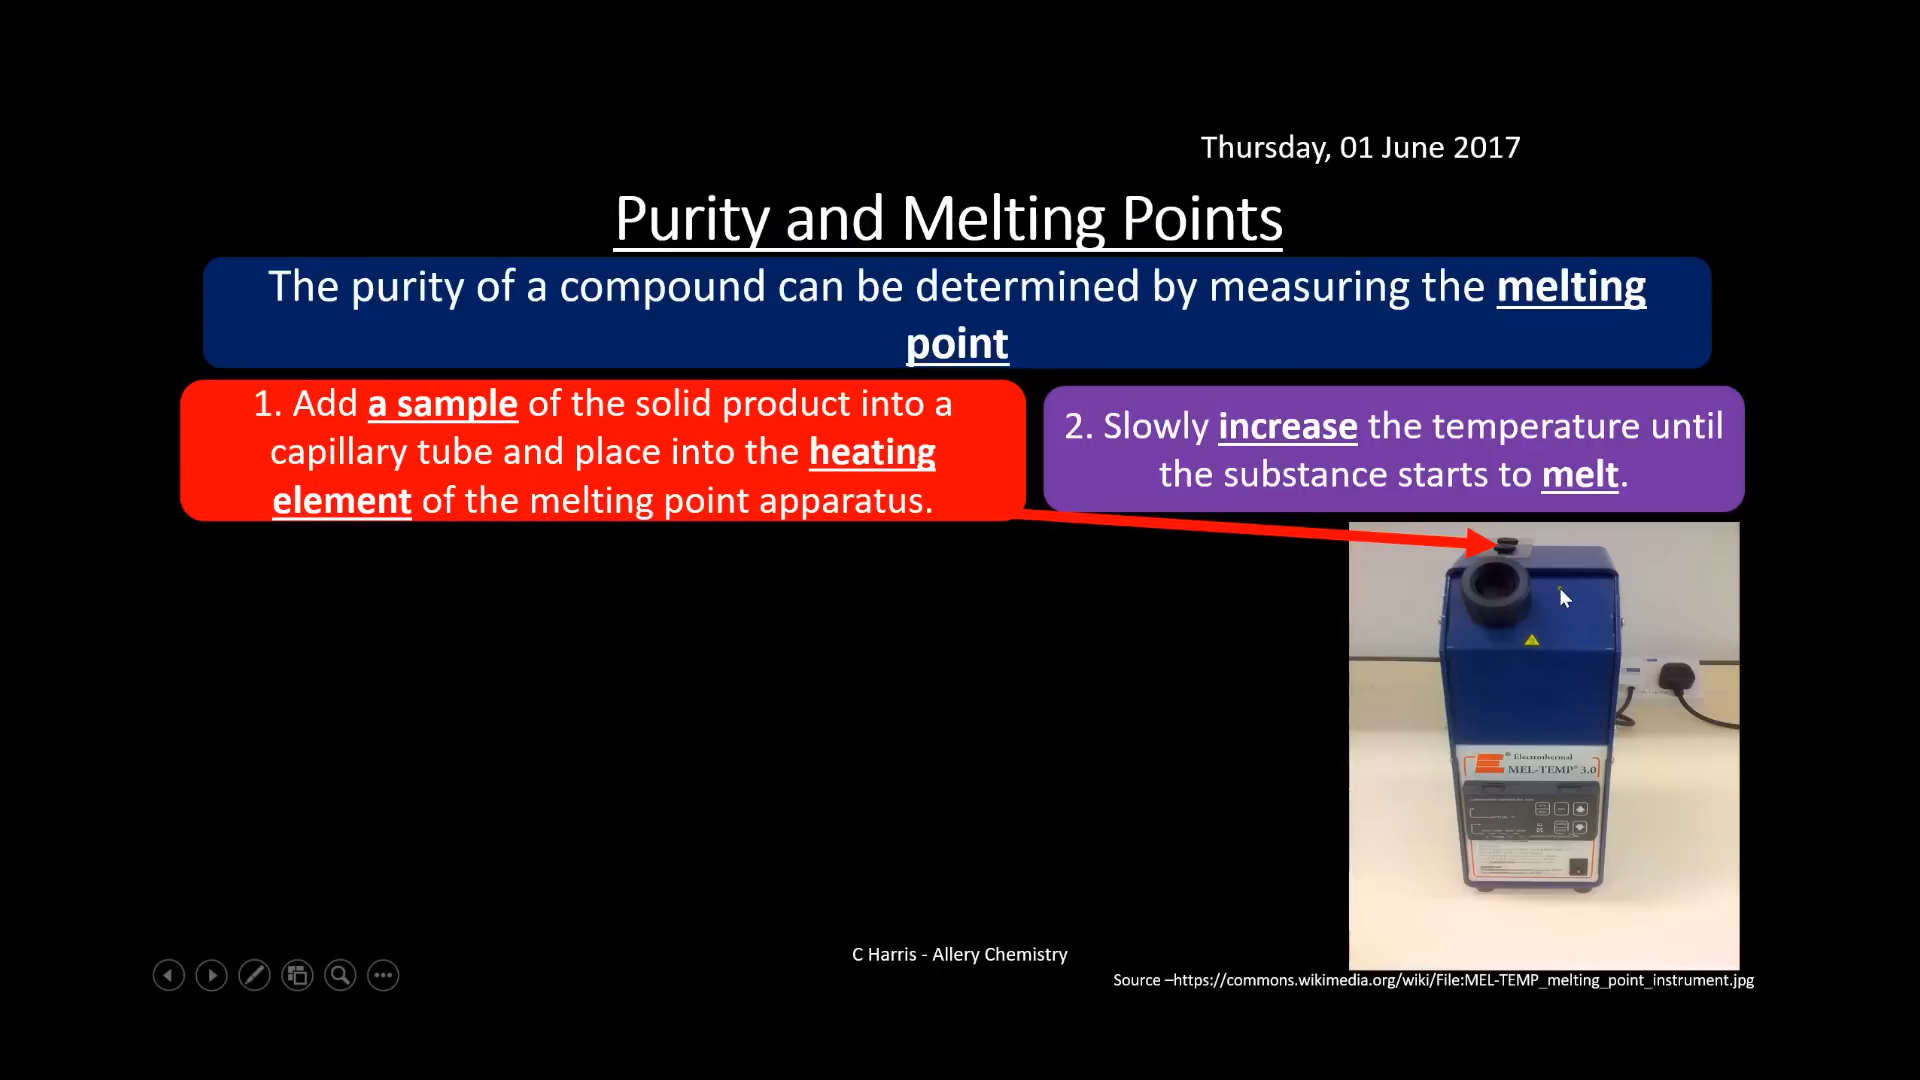 Thursday, 01 June 2017
Purity and Melting Points
The purity of a compound can be determined by measuring the melting
point
1. Add a sample of the solid product into a
capillary tube and place into the heating
element of the melting point apparatus.
2. Slowly increase the temperature until
the substance starts to melt.
Electrothermal
MEL-TEMP® 3.0
C Harris - Allery Chemistry
Source –https://commons.wikimedia.org/wiki/File:MEL-TEMP_melting_point_instrument.jpg